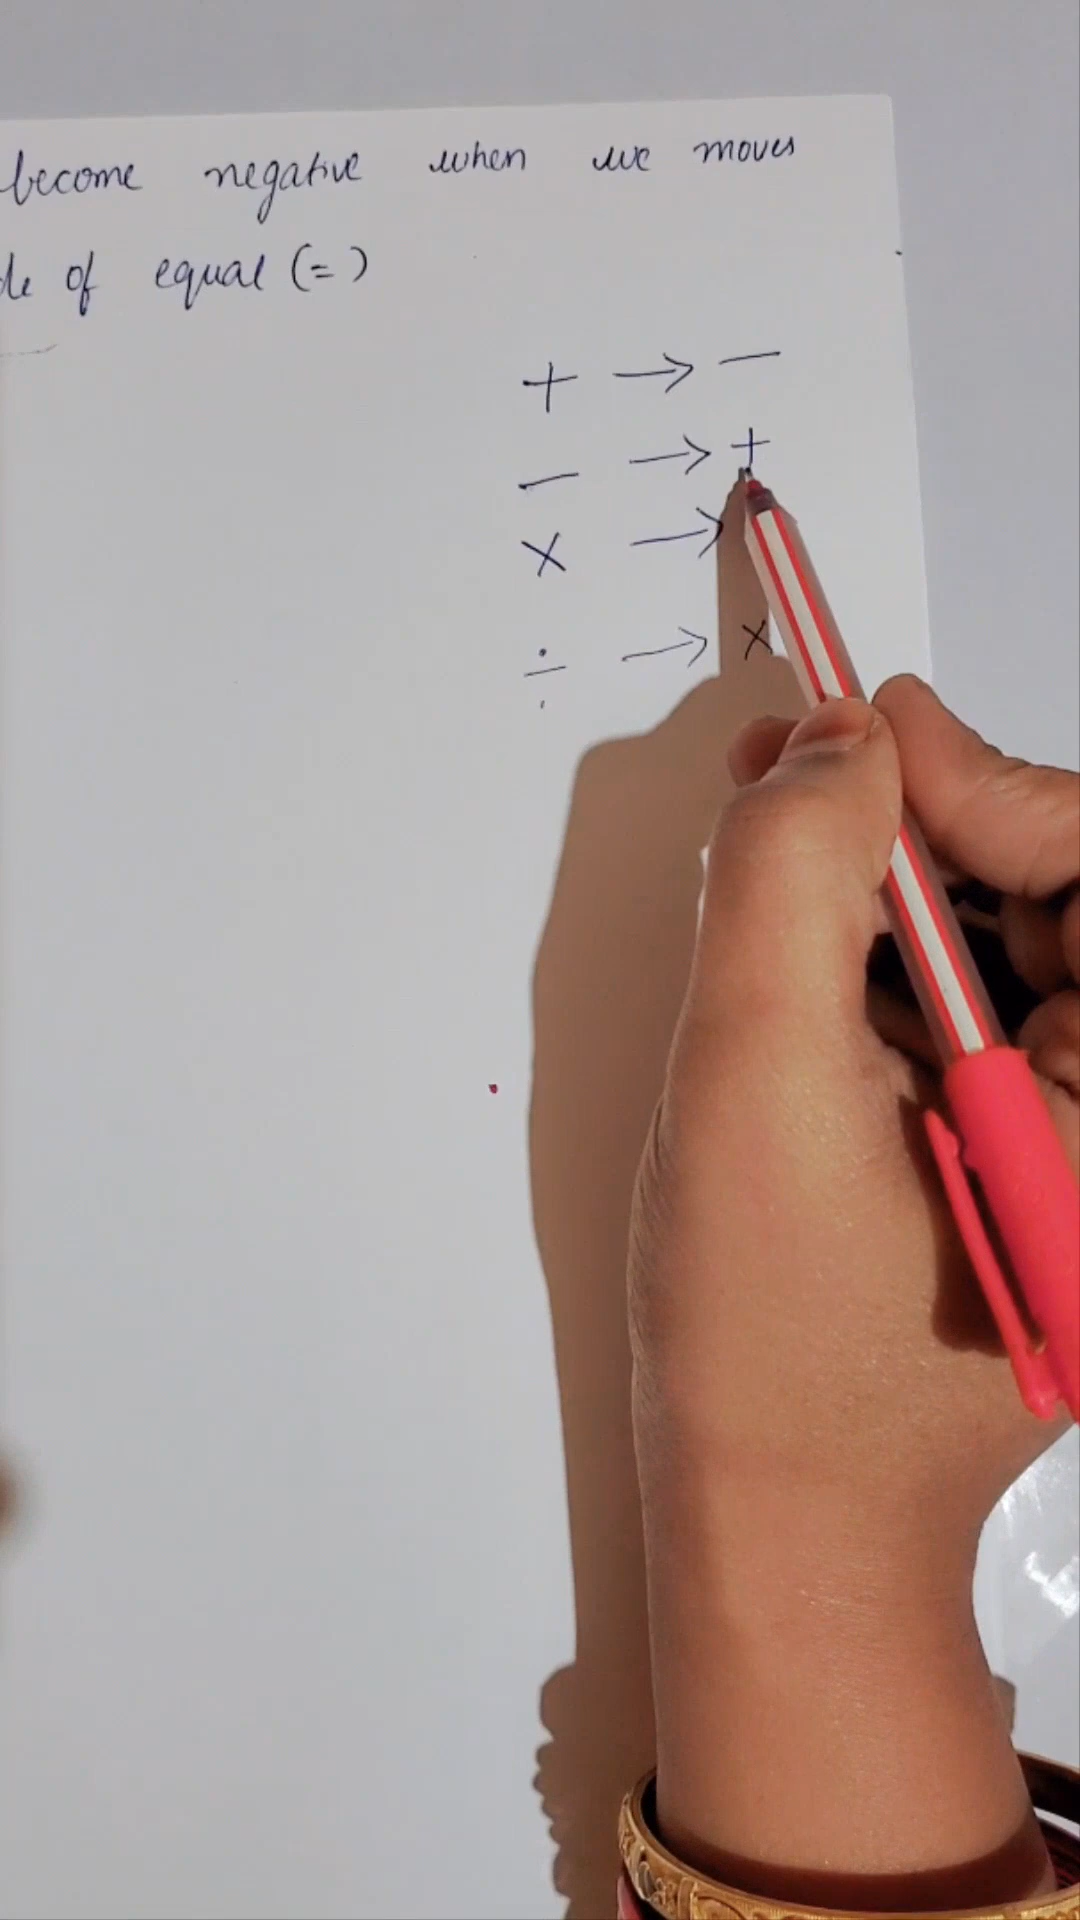 become negative when we moves
of equal (=)
+ → −
− → +
× →
÷ → ×